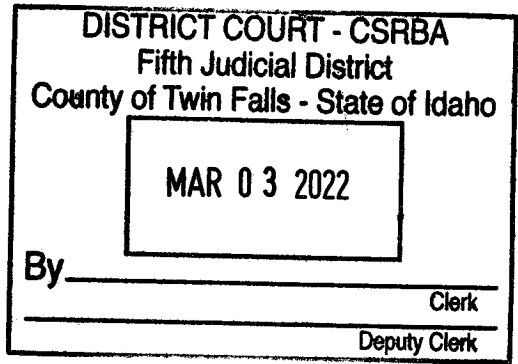 DISTRICT COURT - CSRBA
Fifth Judicial District
County of Twin Falls - State of Idaho
MAR 03 2022
By
Clerk
Deputy Clerk